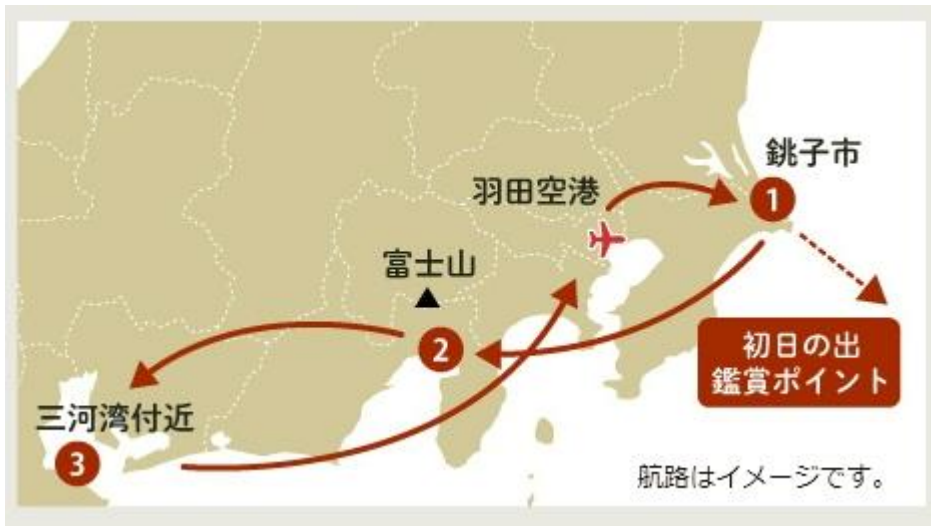 銚子市
1
羽田空港
富士山
2
初日の出
鑑賞ポイント
三河湾付近
3
航路はイメージです。